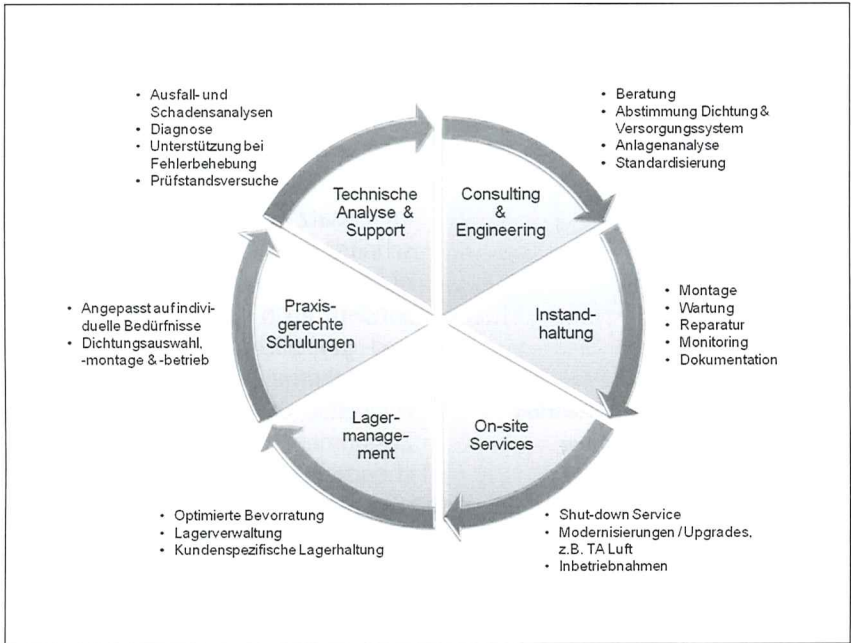 • Ausfall- und
Schadensanalysen
• Diagnose
• Unterstützung bei
Fehlerbehebung
• Prüfstandsversuche
• Beratung
• Abstimmung Dichtung &
Versorgungssystem
• Anlagenanalyse
• Standardisierung
Technische
Analyse &
Support
Consulting
&
Engineering
• Angepasst auf indivi-
duelle Bedürfnisse
• Dichtungsauswahl,
-montage & -betrieb
Praxis-
gerechte
Schulungen
Instand-
haltung
• Montage
• Wartung
• Reparatur
• Monitoring
• Dokumentation
Lager-
manage-
ment
On-site
Services
• Optimierte Bevorratung
• Lagerverwaltung
• Kundenspezifische Lagerhaltung
• Shut-down Service
• Modernisierungen / Upgrades,
z.B. TA Luft
• Inbetriebnahmen